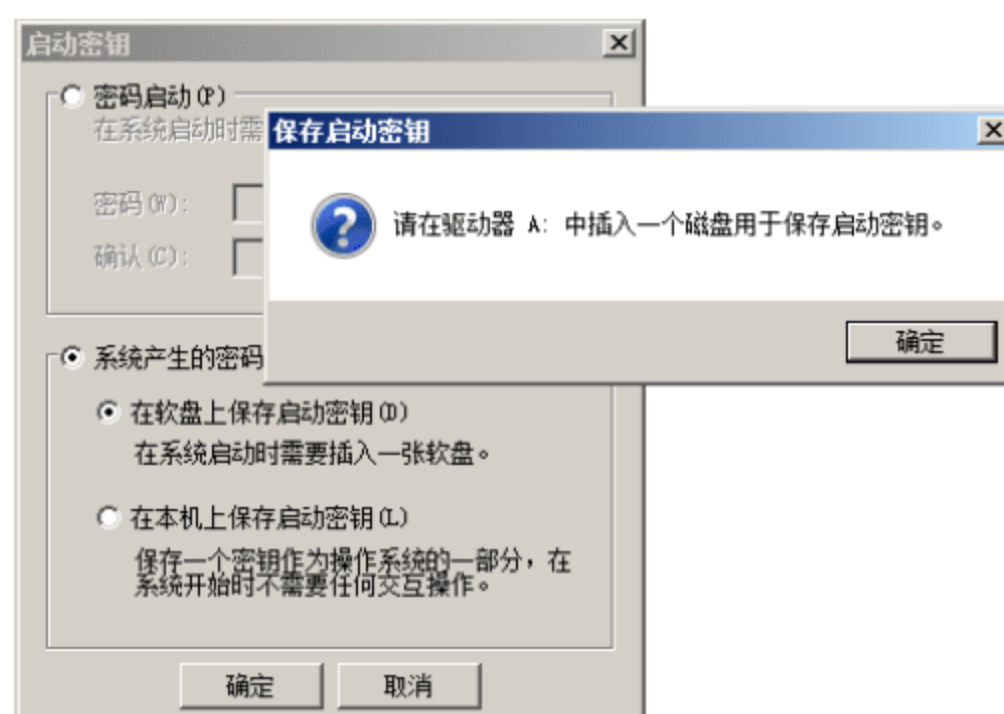 启动密钥
密码启动(P)
在系统启动时需
密码(W):
确认(C):
保存启动密钥
请在驱动器 A: 中插入一个磁盘用于保存启动密钥。
确定
系统产生的密码
在软盘上保存启动密钥(D)
在系统启动时需要插入一张软盘。
在本机上保存启动密钥(L)
保存一个密钥作为操作系统的一部分，在
系统开始时不需要任何交互操作。
确定
取消